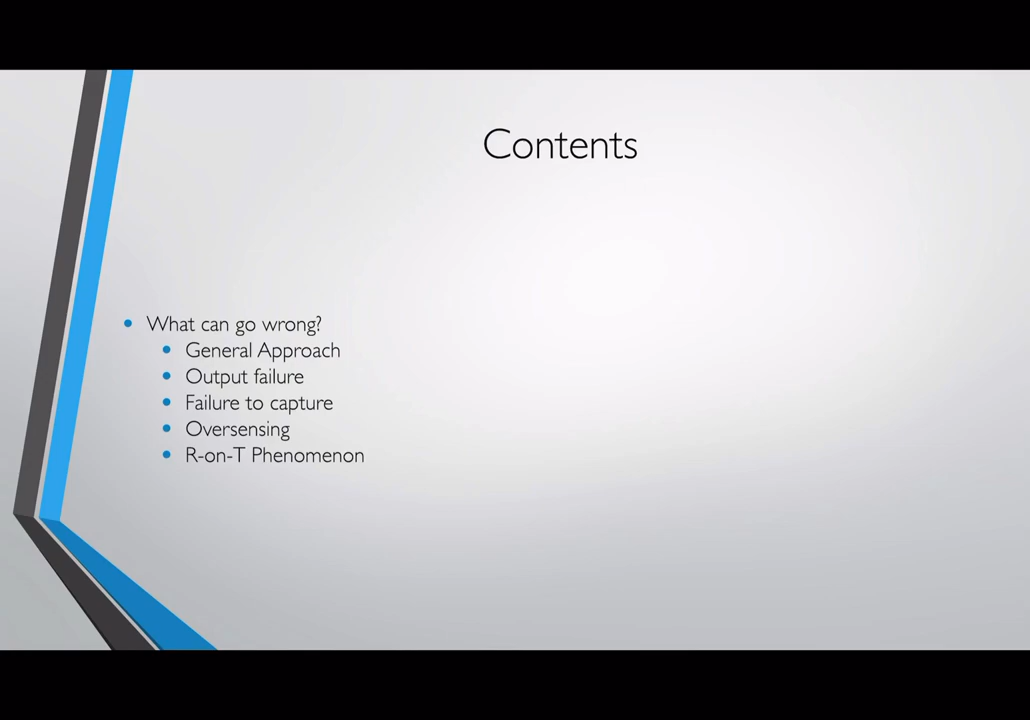 Contents
What can go wrong?
General Approach
Output failure
Failure to capture
Oversensing
R-on-T Phenomenon